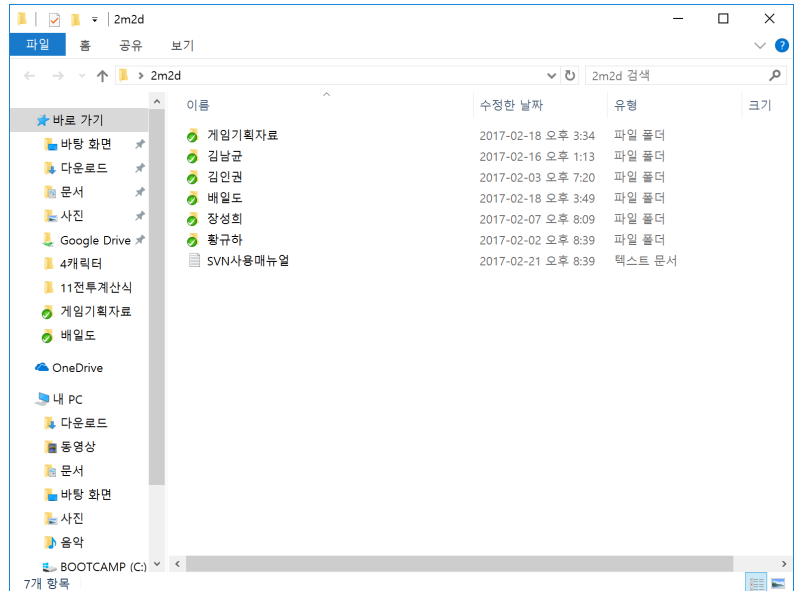 2m2d
파일 홈 공유 보기
2m2d
2m2d 검색
이름 수정한 날짜 유형 크기
바로 가기
바탕 화면
다운로드
문서
사진
Google Drive
4캐릭터
11전투계산식
게임기획자료
배일도
OneDrive
내 PC
다운로드
동영상
문서
바탕 화면
사진
음악
BOOTCAMP (C:)
게임기획자료 2017-02-18 오후 3:34 파일 폴더
김남균 2017-02-16 오후 1:13 파일 폴더
김인권 2017-02-03 오후 7:20 파일 폴더
배일도 2017-02-18 오후 3:49 파일 폴더
장성희 2017-02-07 오후 8:09 파일 폴더
황규하 2017-02-02 오후 8:39 파일 폴더
SVN사용매뉴얼 2017-02-21 오후 8:39 텍스트 문서
7개 항목